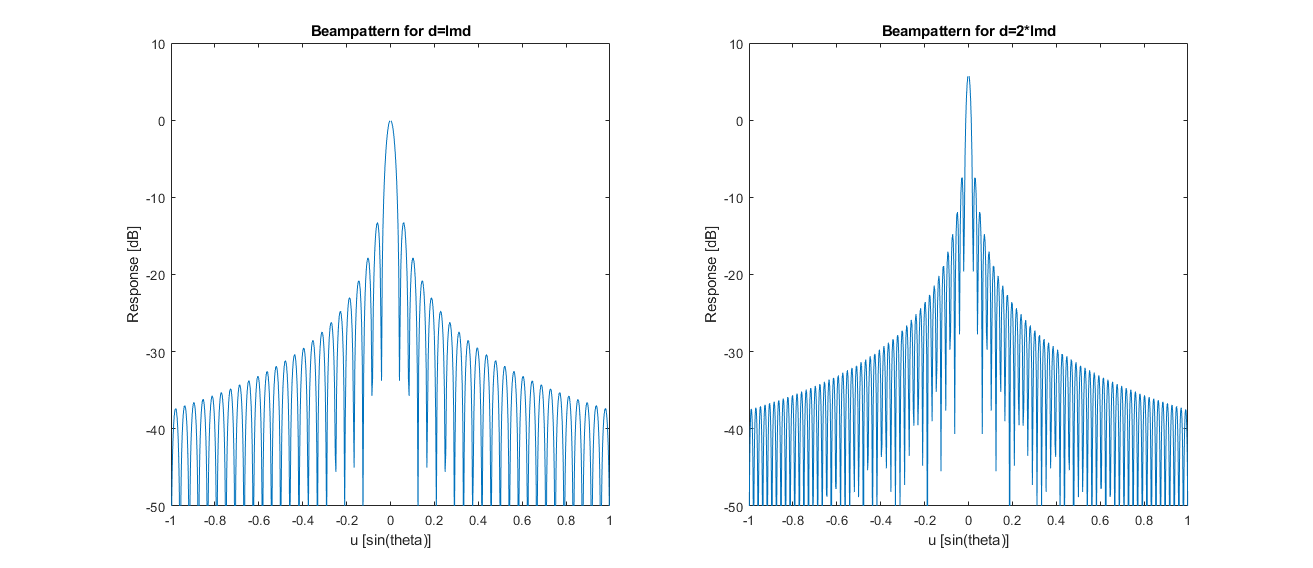 Beampattern for d=lmd
10
0
-10
-20
-30
-40
-50
Response [dB]
-1 -0.8 -0.6 -0.4 -0.2 0 0.2 0.4 0.6 0.8 1
u [sin(theta)]
Beampattern for d=2*lmd
10
0
-10
-20
-30
-40
-50
Response [dB]
-1 -0.8 -0.6 -0.4 -0.2 0 0.2 0.4 0.6 0.8 1
u [sin(theta)]